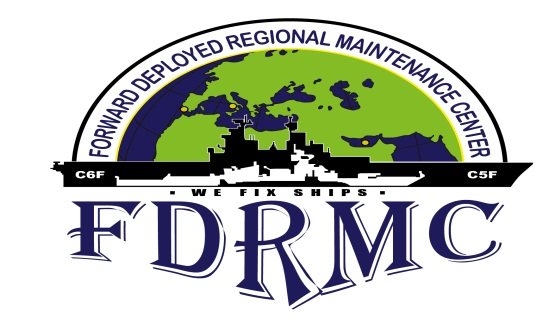 FORWARD DEPLOYED REGIONAL MAINTENANCE CENTER
C6F C5F
• WE FIX SHIPS •
FDRMC